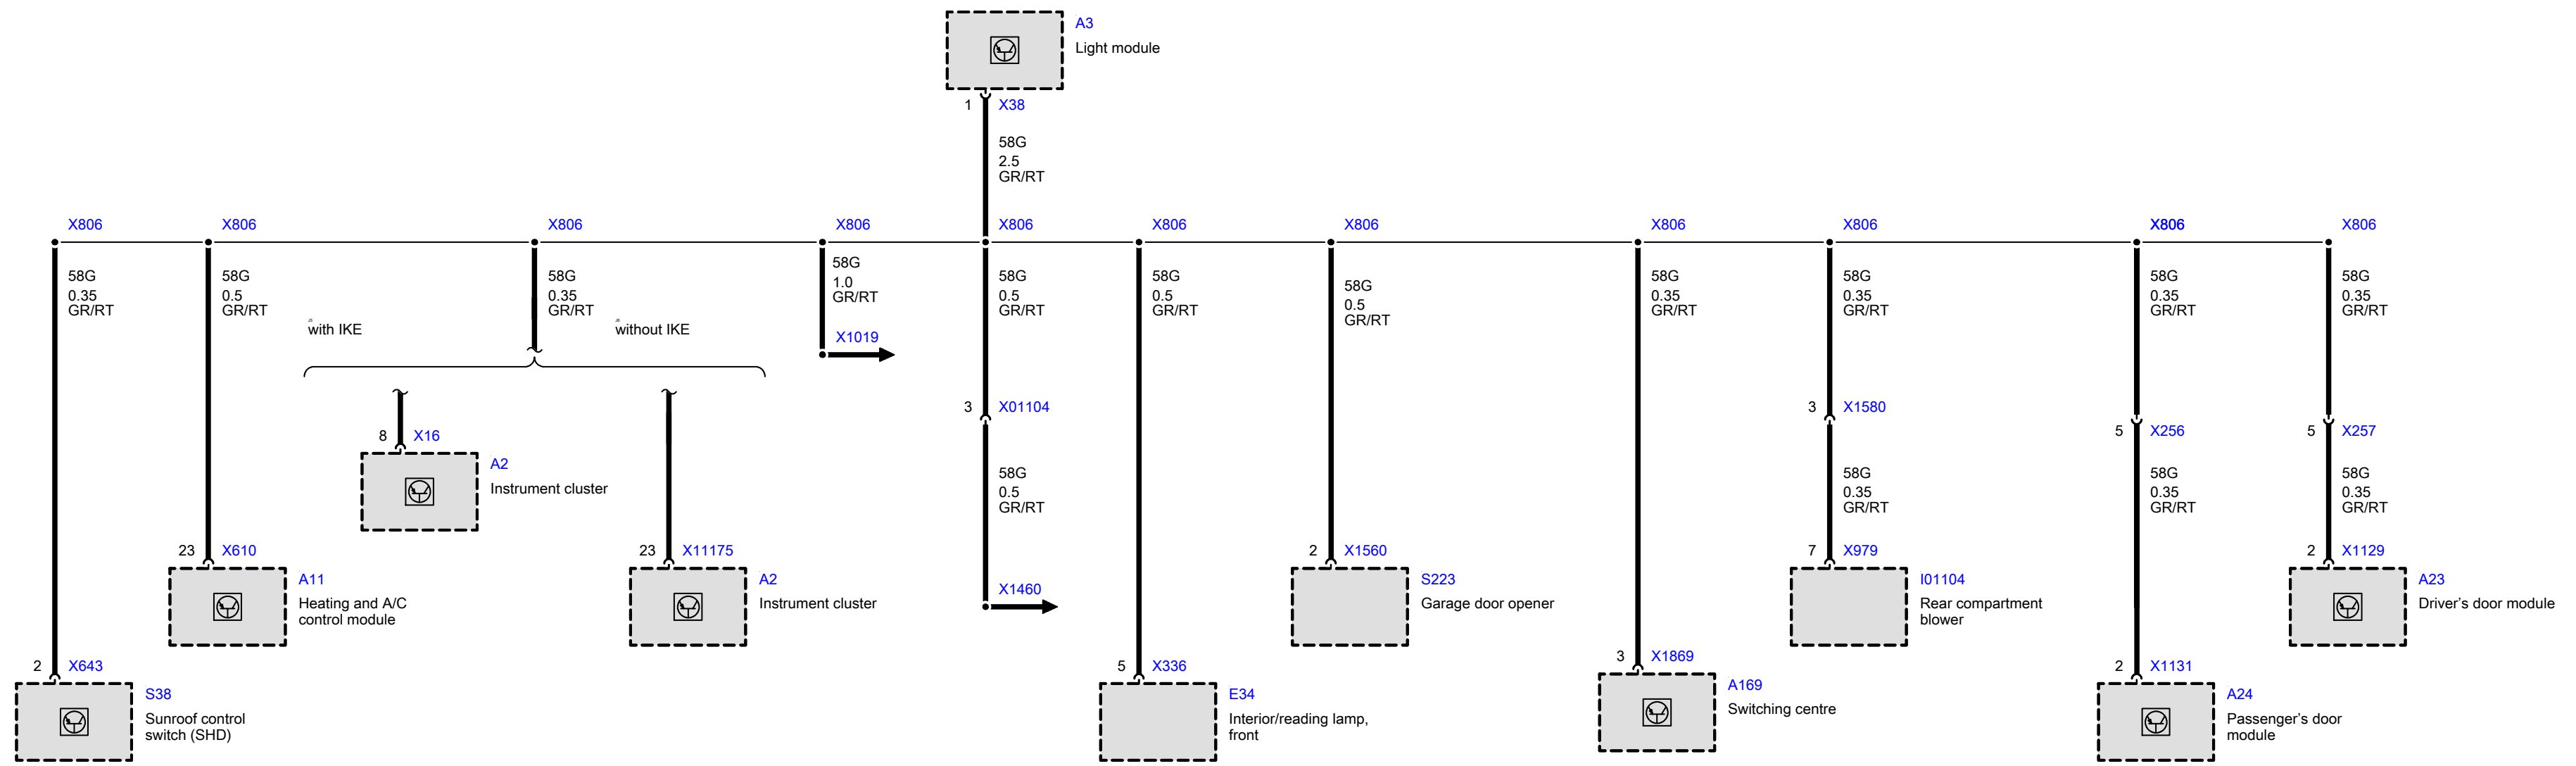 A3
Light module
1 X38
58G
2.5
GR/RT
X806 X806 X806 X806 X806 X806 X806 X806 X806 X806 X806
58G
0.35
GR/RT
58G
0.5
GR/RT
58G
0.35
GR/RT
58G
1.0
GR/RT
58G
0.5
GR/RT
58G
0.5
GR/RT
58G
0.5
GR/RT
58G
0.35
GR/RT
58G
0.35
GR/RT
58G
0.35
GR/RT
58G
0.35
GR/RT
with IKE
without IKE
X1019
3 X01104
3 X1580
5 X256
5 X257
8 X16
A2
Instrument cluster
58G
0.5
GR/RT
58G
0.35
GR/RT
58G
0.35
GR/RT
58G
0.35
GR/RT
23 X610
A11
Heating and A/C
control module
23 X11175
A2
Instrument cluster
X1460
2 X1560
S223
Garage door opener
7 X979
I01104
Rear compartment
blower
2 X1129
A23
Driver's door module
2 X643
S38
Sunroof control
switch (SHD)
5 X336
E34
Interior/reading lamp,
front
3 X1869
A169
Switching centre
2 X1131
A24
Passenger's door
module